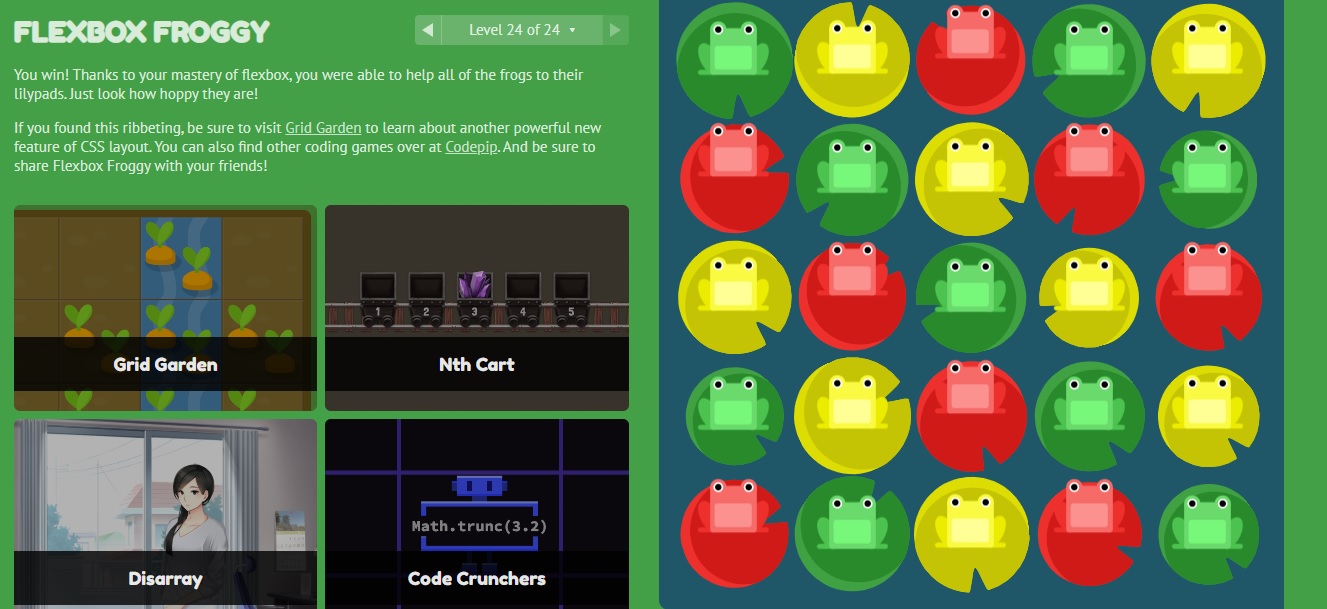 FLEXBOX FROGGY
Level 24 of 24
You win! Thanks to your mastery of flexbox, you were able to help all of the frogs to their
lilypads. Just look how hoppy they are!
If you found this ribbeting, be sure to visit Grid Garden to learn about another powerful new
feature of CSS layout. You can also find other coding games over at Codepip. And be sure to
share Flexbox Froggy with your friends!
1 2 3 4 5
Grid Garden
Nth Cart
Math.trunc(3.2)
Disarray
Code Crunchers